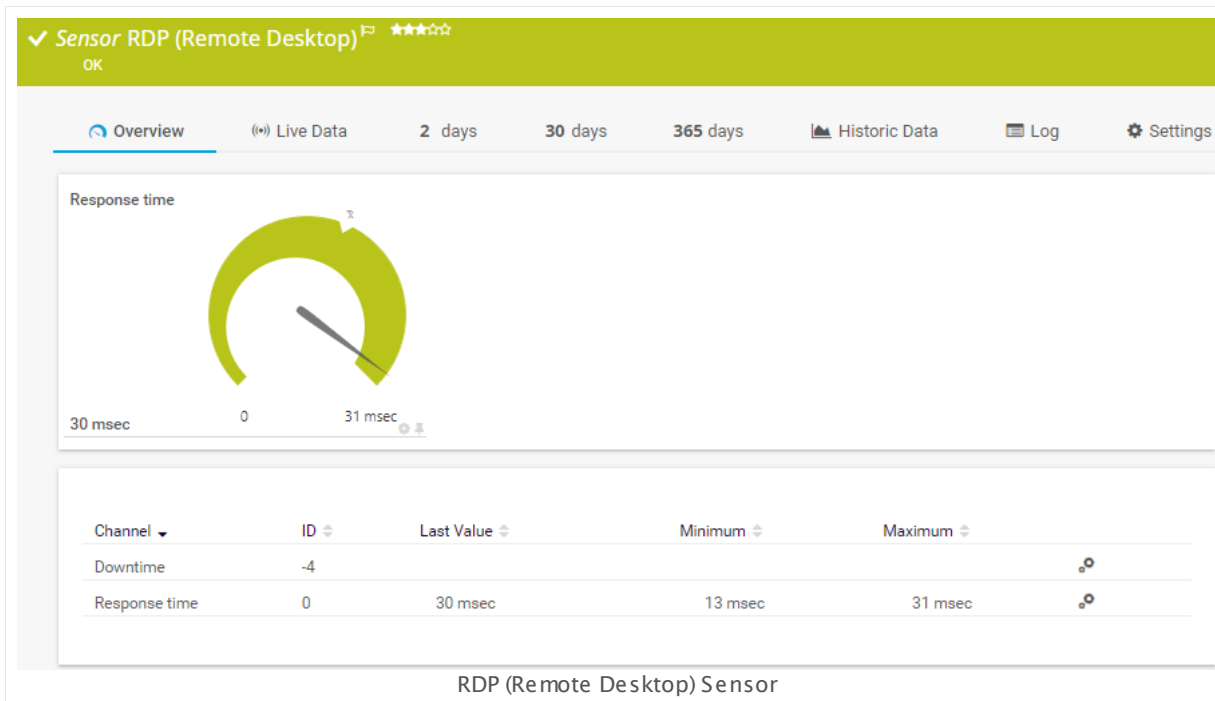 Sensor RDP (Remote Desktop)
OK
Overview Live Data 2 days 30 days 365 days Historic Data Log Settings
Response time
0 31 msec
30 msec
Channel ID Last Value Minimum Maximum
Downtime -4
Response time 0 30 msec 13 msec 31 msec
RDP (Remote Desktop) Sensor